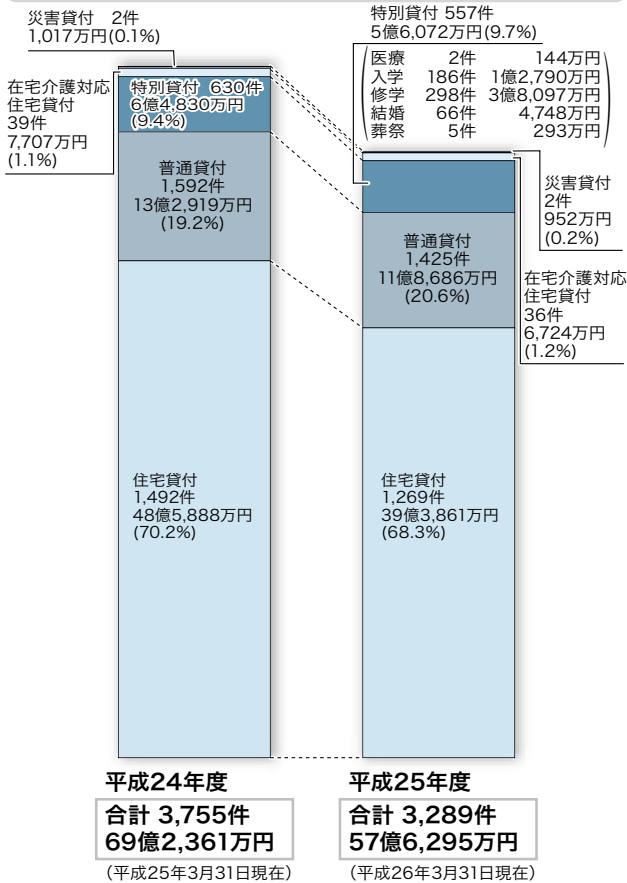 災害貸付 2件
1,017万円(0.1%)
在宅介護対応
住宅貸付
39件
7,707万円
(1.1%)
特別貸付 630件
6億4,830万円
(9.4%)
普通貸付
1,592件
13億2,919万円
(19.2%)
住宅貸付
1,492件
48億5,888万円
(70.2%)
平成24年度
合計 3,755件
69億2,361万円
(平成25年3月31日現在)
特別貸付 557件
5億6,072万円(9.7%)
医療 2件 144万円
入学 186件 1億2,790万円
修学 298件 3億8,097万円
結婚 66件 4,748万円
葬祭 5件 293万円
災害貸付
2件
952万円
(0.2%)
在宅介護対応
住宅貸付
36件
6,724万円
(1.2%)
普通貸付
1,425件
11億8,686万円
(20.6%)
住宅貸付
1,269件
39億3,861万円
(68.3%)
平成25年度
合計 3,289件
57億6,295万円
(平成26年3月31日現在)